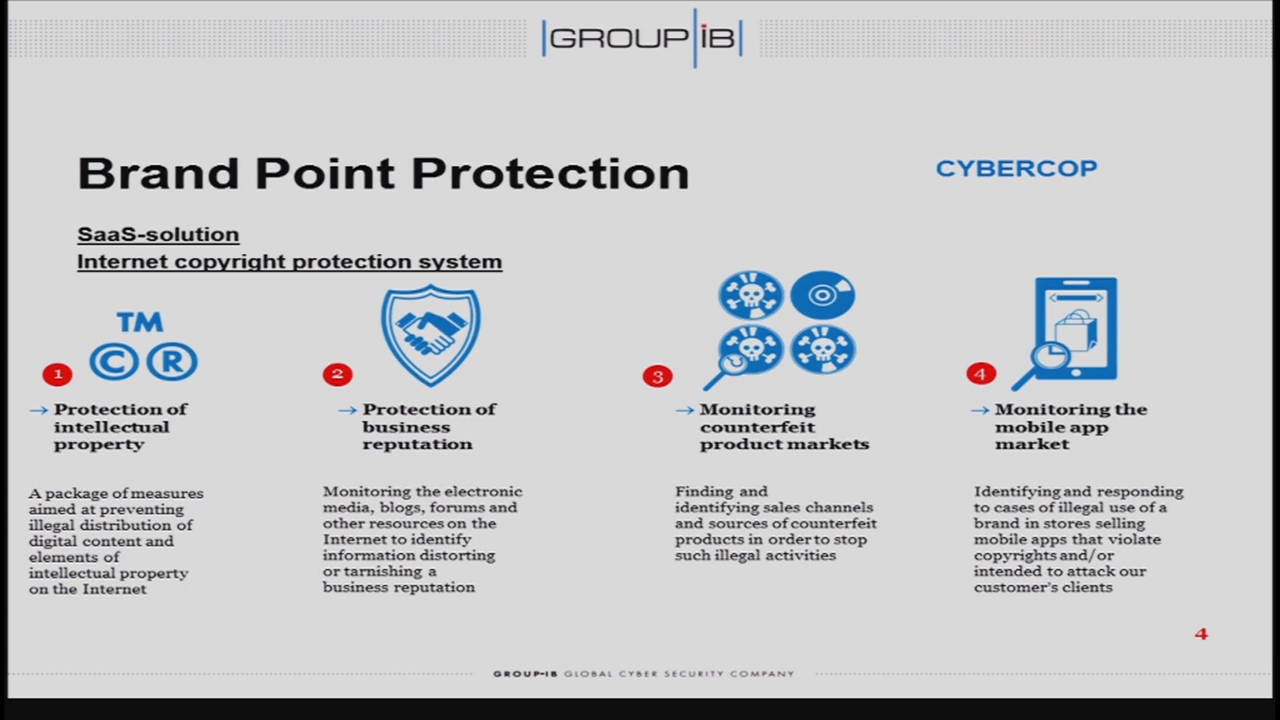 GROUP iB
Brand Point Protection
CYBERCOP
SaaS-solution
Internet copyright protection system
TM
© ®
1
→ Protection of
intellectual
property
A package of measures
aimed at preventing
illegal distribution of
digital content and
elements of
intellectual property
on the Internet
2
→ Protection of
business
reputation
Monitoring the electronic
media, blogs, forums and
other resources on the
Internet to identify
information distorting
or tarnishing a
business reputation
3
→ Monitoring
counterfeit
product markets
Finding and
identifying sales channels
and sources of counterfeit
products in order to stop
such illegal activities
4
→ Monitoring the
mobile app
market
Identifying and responding
to cases of illegal use of a
brand in stores selling
mobile apps that violate
copyrights and/or
intended to attack our
customer's clients
4
GROUP-IB GLOBAL CYBER SECURITY COMPANY